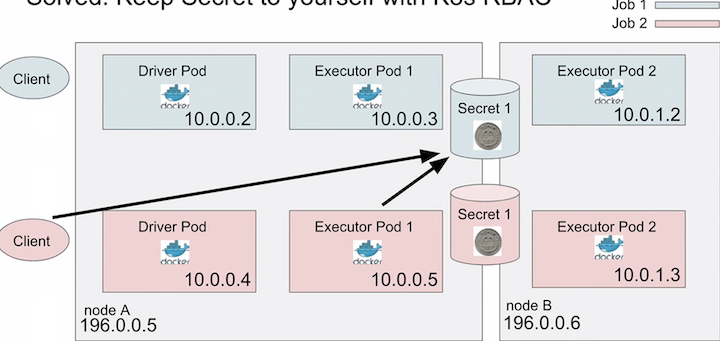 Solved: Keep Secret to yourself with K8s RBAC
Job 1
Job 2
Client
Driver Pod
docker
10.0.0.2
Executor Pod 1
docker
10.0.0.3
Secret 1
Executor Pod 2
docker
10.0.1.2
Client
Driver Pod
docker
10.0.0.4
Executor Pod 1
docker
10.0.0.5
Secret 1
Executor Pod 2
docker
10.0.1.3
node A
196.0.0.5
node B
196.0.0.6